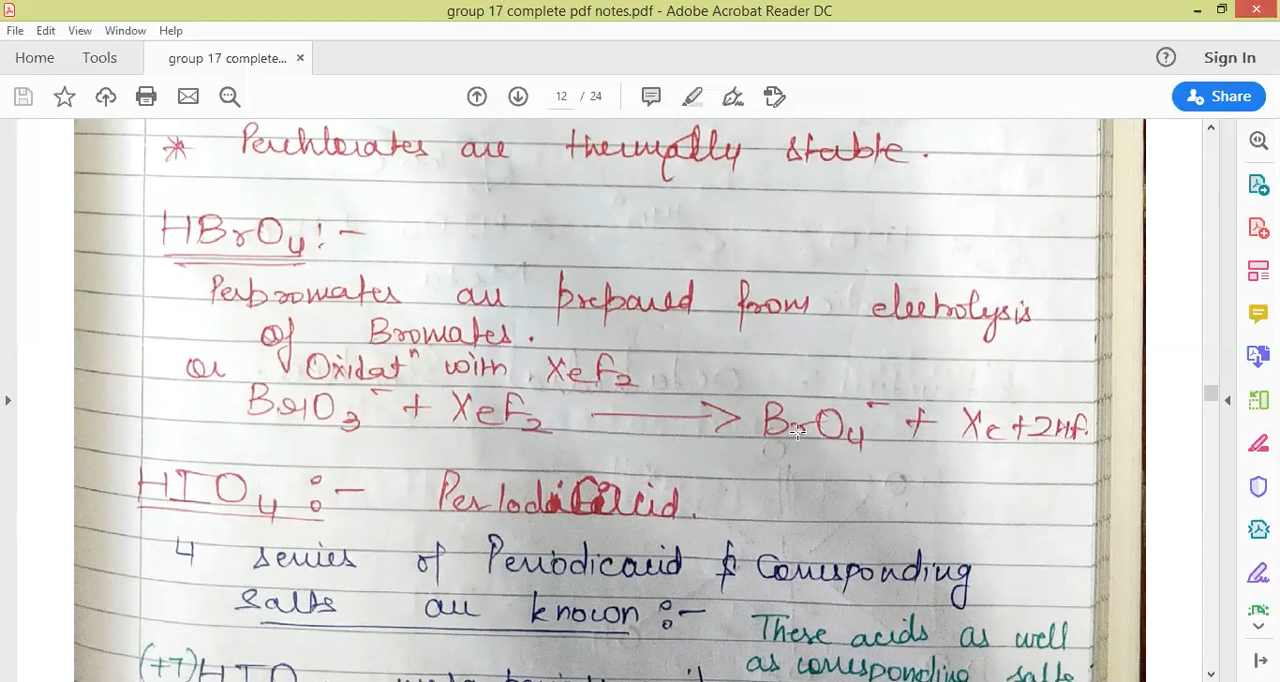 group 17 complete pdf notes.pdf - Adobe Acrobat Reader DC
File Edit View Window Help
Home Tools group 17 complete... × Sign In
12 / 24 Share
* Perchlorates are thermally stable.
HBrO4 :-
Perbromates are prepared from electrolysis
of Bromates.
or Oxidatⁿ with XeF2
BrO3⁻ + XeF2 ⟶ BrO4⁻ + Xe + 2HF.
HIO4 :- Periodic acid.
4 series of Periodic acid & Corresponding
salts are known :-
These acids as well
as corresponding salts
(+7) HIO